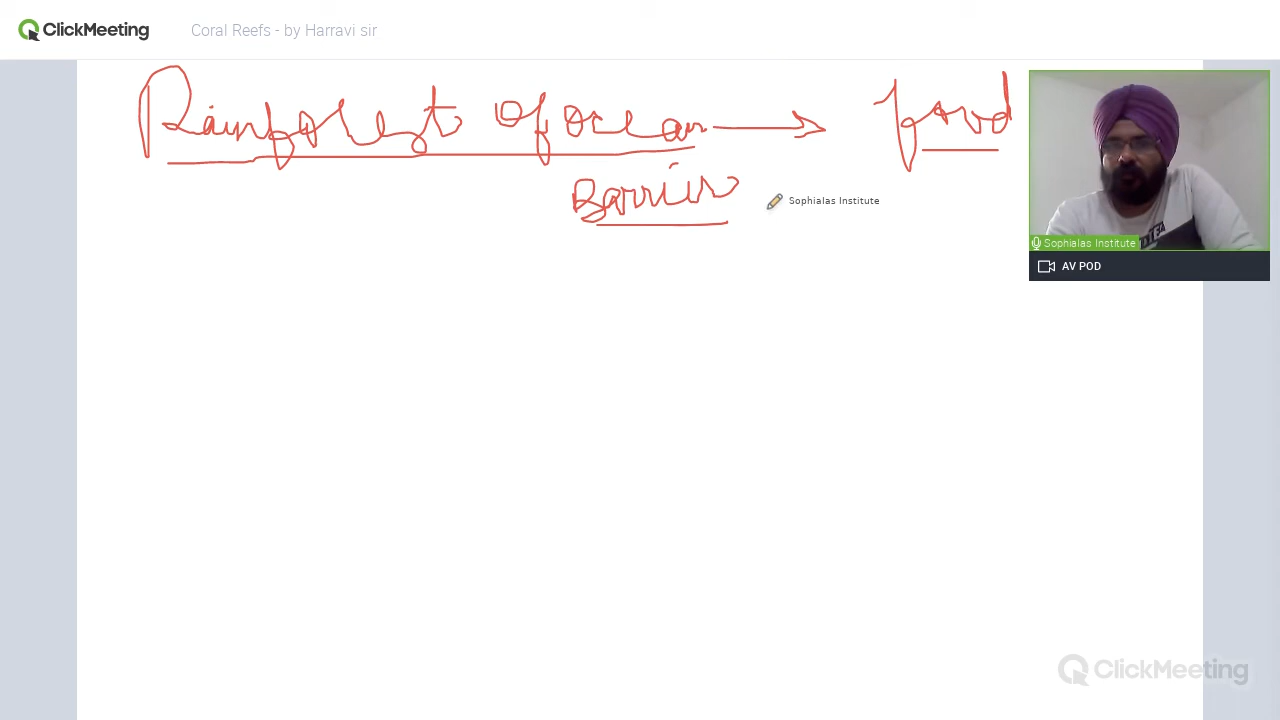 ClickMeeting Coral Reefs - by Harravi sir
Rainforest of ocean → food
Barrier
Sophialas Institute
Sophialas Institute
AV POD
ClickMeeting